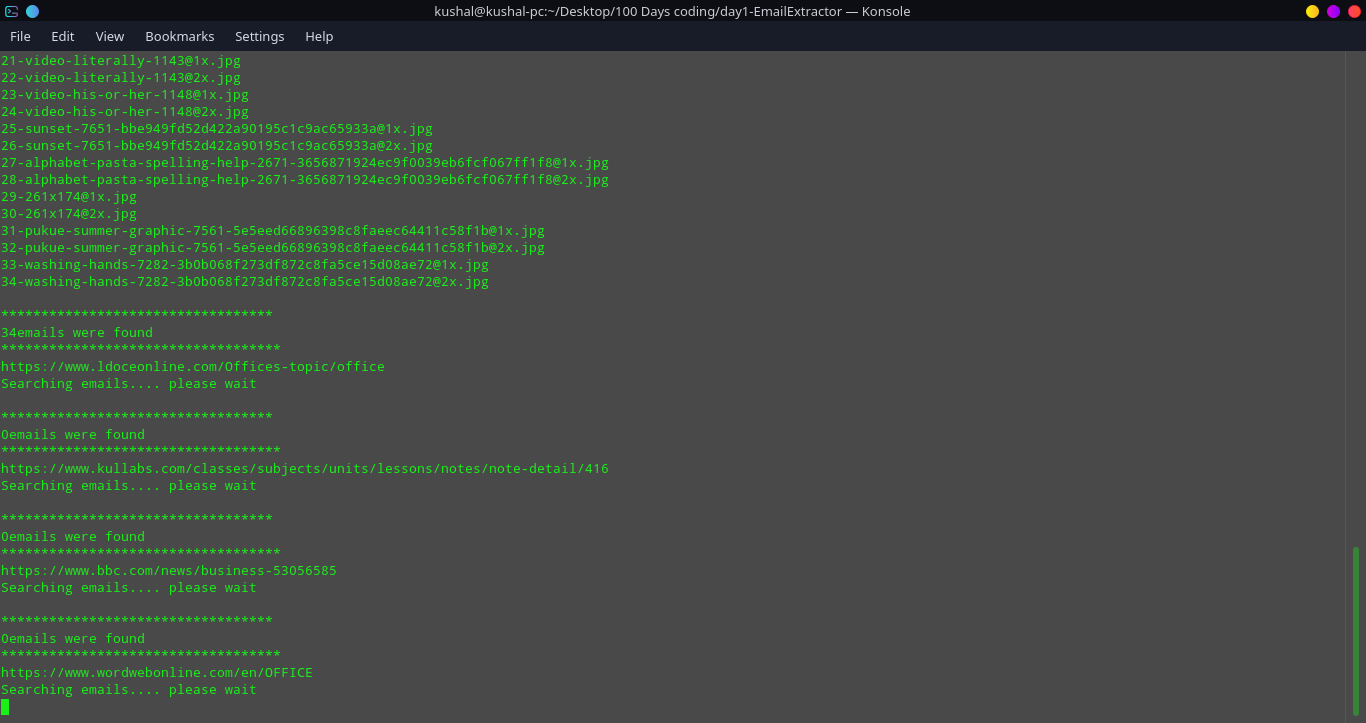 kushal@kushal-pc:~/Desktop/100 Days coding/day1-EmailExtractor — Konsole
File Edit View Bookmarks Settings Help
21-video-literally-1143@1x.jpg
22-video-literally-1143@2x.jpg
23-video-his-or-her-1148@1x.jpg
24-video-his-or-her-1148@2x.jpg
25-sunset-7651-bbe949fd52d422a90195c1c9ac65933a@1x.jpg
26-sunset-7651-bbe949fd52d422a90195c1c9ac65933a@2x.jpg
27-alphabet-pasta-spelling-help-2671-3656871924ec9f0039eb6fcf067ff1f8@1x.jpg
28-alphabet-pasta-spelling-help-2671-3656871924ec9f0039eb6fcf067ff1f8@2x.jpg
29-261x174@1x.jpg
30-261x174@2x.jpg
31-pukue-summer-graphic-7561-5e5eed66896398c8faeec64411c58f1b@1x.jpg
32-pukue-summer-graphic-7561-5e5eed66896398c8faeec64411c58f1b@2x.jpg
33-washing-hands-7282-3b0b068f273df872c8fa5ce15d08ae72@1x.jpg
34-washing-hands-7282-3b0b068f273df872c8fa5ce15d08ae72@2x.jpg
**********************************
34emails were found
***********************************
https://www.ldoceonline.com/Offices-topic/office
Searching emails.... please wait
**********************************
0emails were found
***********************************
https://www.kullabs.com/classes/subjects/units/lessons/notes/note-detail/416
Searching emails.... please wait
**********************************
0emails were found
***********************************
https://www.bbc.com/news/business-53056585
Searching emails.... please wait
**********************************
0emails were found
***********************************
https://www.wordwebonline.com/en/OFFICE
Searching emails.... please wait